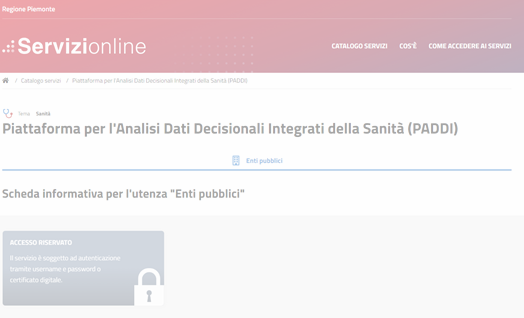 Regione Piemonte
Servizionline
CATALOGO SERVIZI COS'È COME ACCEDERE AI SERVIZI
/ Catalogo servizi / Piattaforma per l'Analisi Dati Decisionali Integrati della Sanità (PADDI)
Tema Sanità
Piattaforma per l'Analisi Dati Decisionali Integrati della Sanità (PADDI)
Enti pubblici
Scheda informativa per l'utenza "Enti pubblici"
ACCESSO RISERVATO
Il servizio è soggetto ad autenticazione
tramite username e password o
certificato digitale.